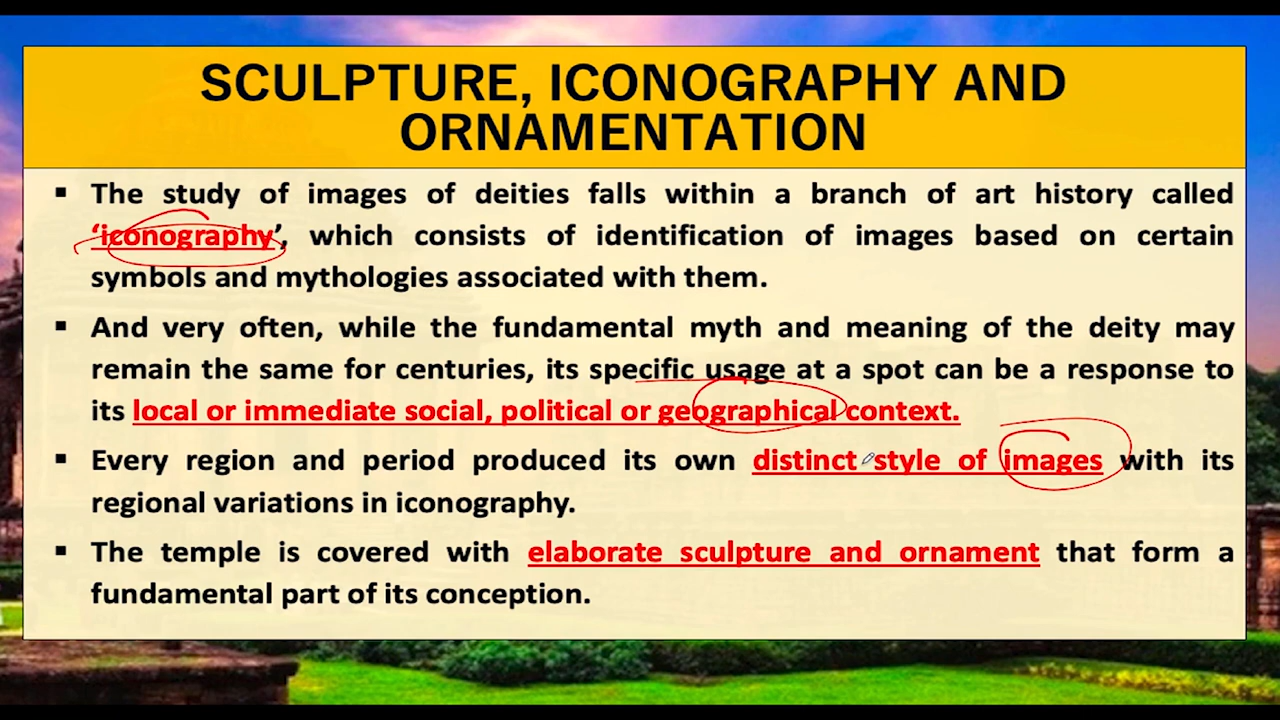 SCULPTURE, ICONOGRAPHY AND
ORNAMENTATION
▪ The study of images of deities falls within a branch of art history called
‘iconography’, which consists of identification of images based on certain
symbols and mythologies associated with them.
▪ And very often, while the fundamental myth and meaning of the deity may
remain the same for centuries, its specific usage at a spot can be a response to
its local or immediate social, political or geographical context.
▪ Every region and period produced its own distinct style of images with its
regional variations in iconography.
▪ The temple is covered with elaborate sculpture and ornament that form a
fundamental part of its conception.